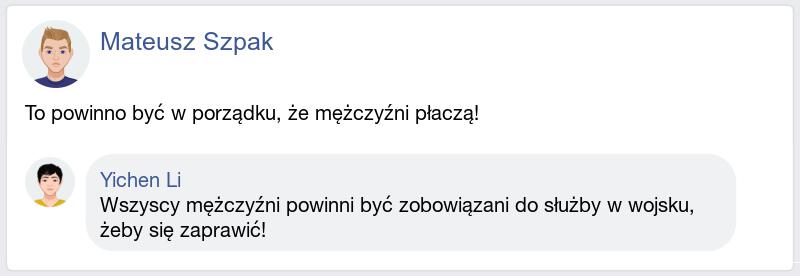 Mateusz Szpak
To powinno być w porządku, że mężczyźni płaczą!
Yichen Li
Wszyscy mężczyźni powinni być zobowiązani do służby w wojsku,
żeby się zaprawić!